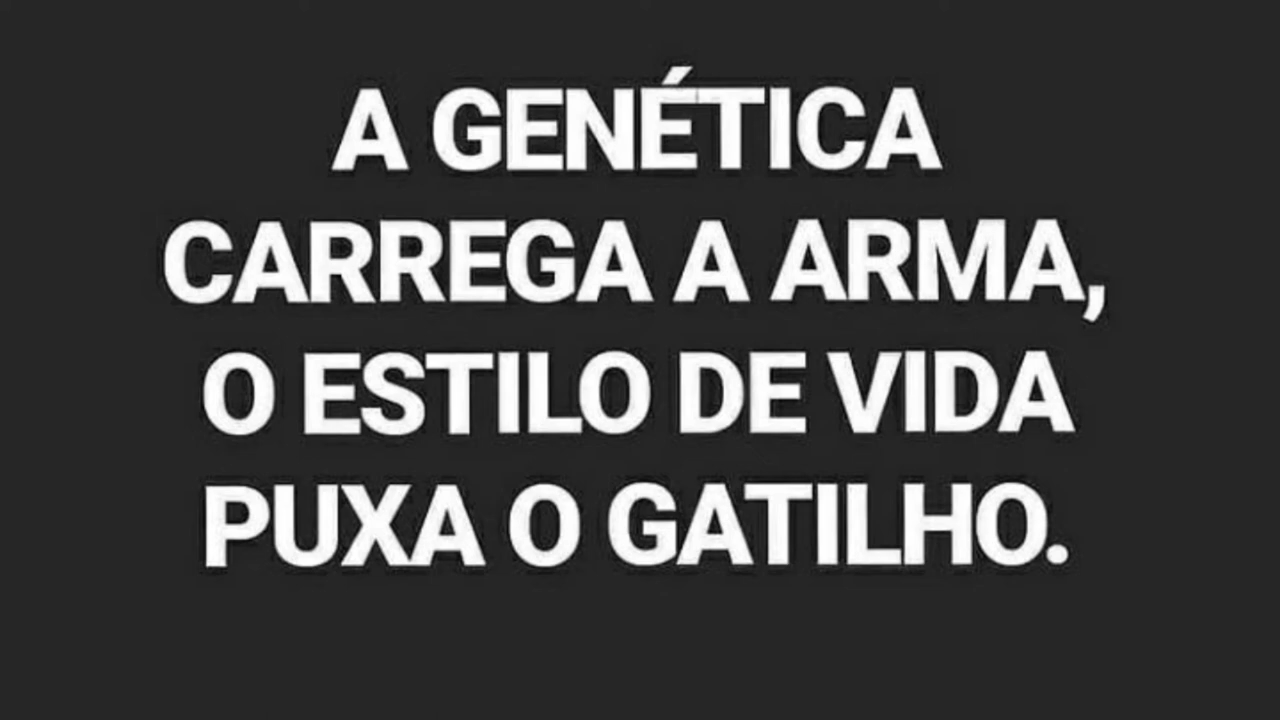 A GENÉTICA
CARREGA A ARMA,
O ESTILO DE VIDA
PUXA O GATILHO.